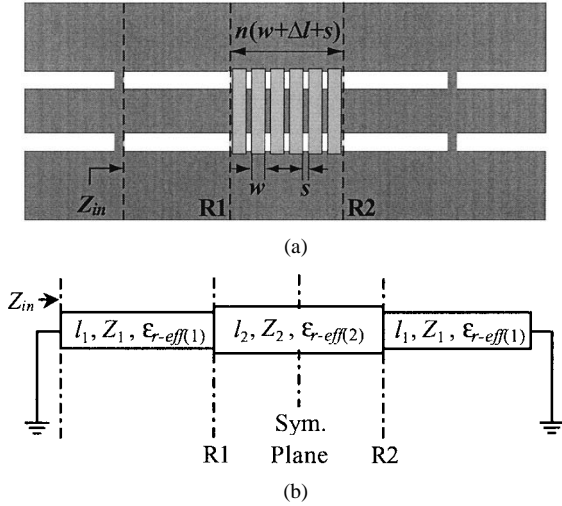 n(w+Δl+s)
Z_in R1 w s R2
(a)
Z_in
l_1, Z_1, ε_r-eff(1) l_2, Z_2, ε_r-eff(2) l_1, Z_1, ε_r-eff(1)
R1 Sym. Plane R2
(b)